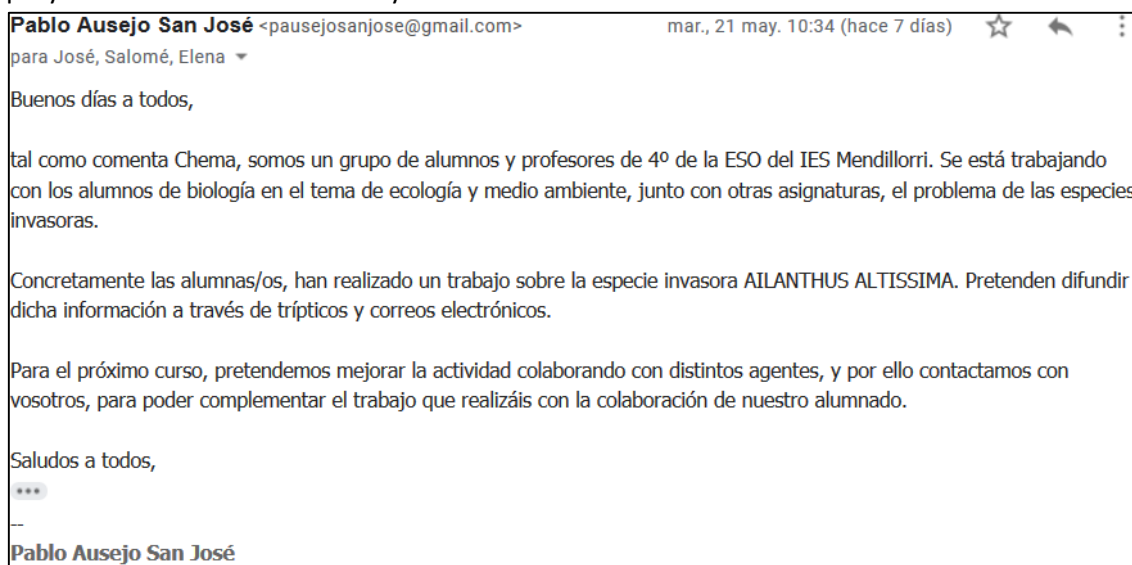 Pablo Ausejo San José <pausejosanjose@gmail.com> mar., 21 may. 10:34 (hace 7 días)
para José, Salomé, Elena
Buenos días a todos,
tal como comenta Chema, somos un grupo de alumnos y profesores de 4º de la ESO del IES Mendillorri. Se está trabajando
con los alumnos de biología en el tema de ecología y medio ambiente, junto con otras asignaturas, el problema de las especies
invasoras.
Concretamente las alumnas/os, han realizado un trabajo sobre la especie invasora AILANTHUS ALTISSIMA. Pretenden difundir
dicha información a través de trípticos y correos electrónicos.
Para el próximo curso, pretendemos mejorar la actividad colaborando con distintos agentes, y por ello contactamos con
vosotros, para poder complementar el trabajo que realizáis con la colaboración de nuestro alumnado.
Saludos a todos,
•••
--
Pablo Ausejo San José